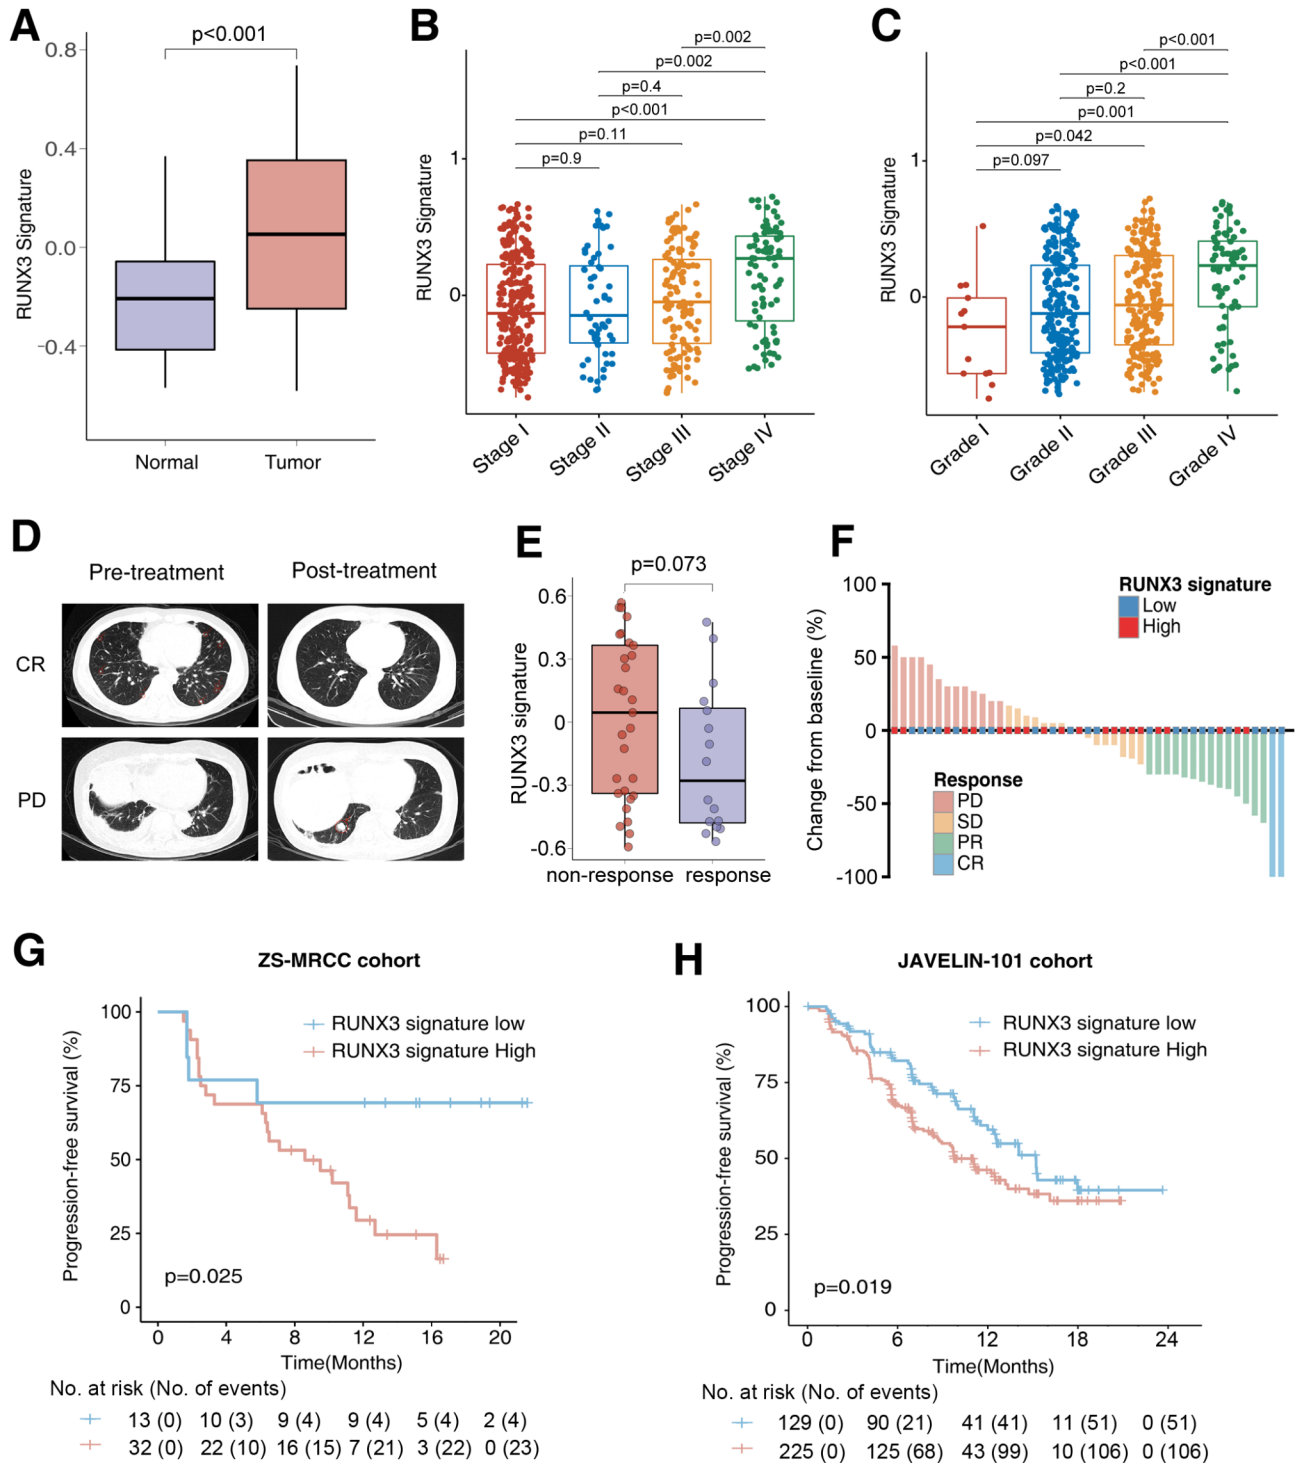 A
p<0.001
RUNX3 Signature
0.8
0.4
0.0
-0.4
Normal
Tumor
B
p=0.002
p=0.002
p=0.4
p<0.001
p=0.11
p=0.9
RUNX3 Signature
1
0
Stage I
Stage II
Stage III
Stage IV
C
p<0.001
p<0.001
p=0.2
p=0.001
p=0.042
p=0.097
RUNX3 Signature
1
0
Grade I
Grade II
Grade III
Grade IV
D
Pre-treatment
Post-treatment
CR
PD
E
p=0.073
RUNX3 signature
0.6
0.3
0
-0.3
-0.6
non-response
response
F
Change from baseline (%)
100
50
0
-50
-100
RUNX3 signature
Low
High
Response
PD
SD
PR
CR
G
ZS-MRCC cohort
Progression-free survival (%)
100
75
50
25
0
RUNX3 signature low
RUNX3 signature High
p=0.025
0 4 8 12 16 20
Time(Months)
No. at risk (No. of events)
13 (0) 10 (3) 9 (4) 9 (4) 5 (4) 2 (4)
32 (0) 22 (10) 16 (15) 7 (21) 3 (22) 0 (23)
H
JAVELIN-101 cohort
Progression-free survival (%)
100
75
50
25
0
RUNX3 signature low
RUNX3 signature High
p=0.019
0 6 12 18 24
Time(Months)
No. at risk (No. of events)
129 (0) 90 (21) 41 (41) 11 (51) 0 (51)
225 (0) 125 (68) 43 (99) 10 (106) 0 (106)